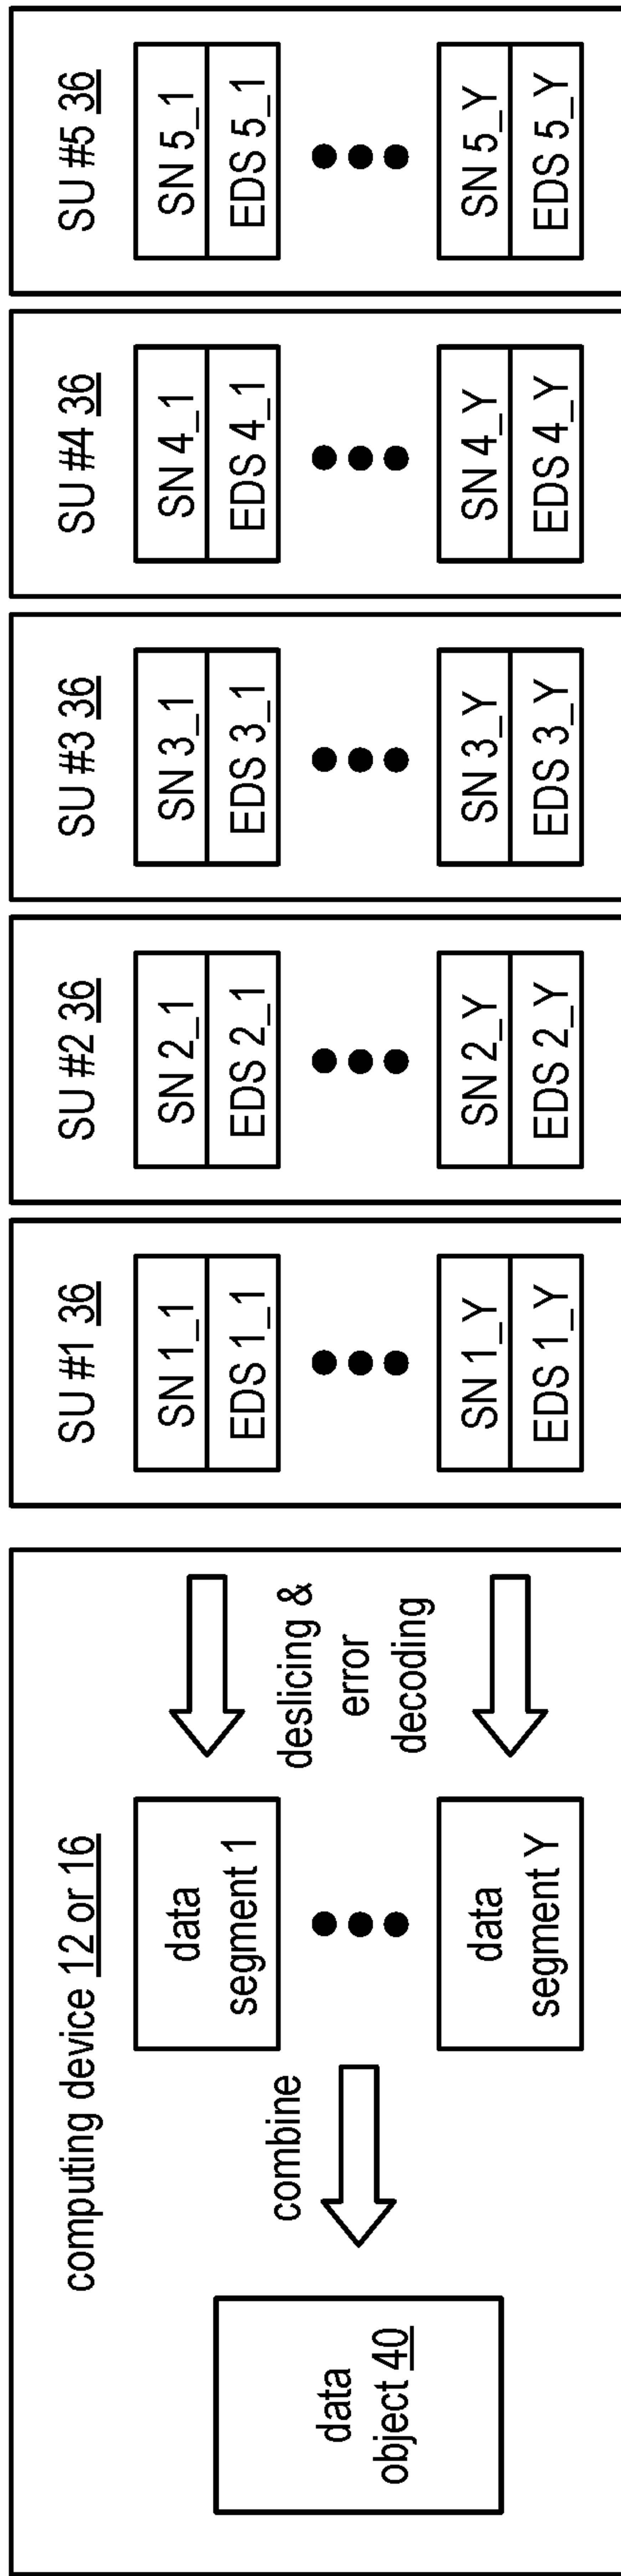 computing device 12 or 16
data
object 40
combine
data
segment 1
data
segment Y
deslicing &
error
decoding
SU #1 36
SN 1_1
EDS 1_1
SN 1_Y
EDS 1_Y
SU #2 36
SN 2_1
EDS 2_1
SN 2_Y
EDS 2_Y
SU #3 36
SN 3_1
EDS 3_1
SN 3_Y
EDS 3_Y
SU #4 36
SN 4_1
EDS 4_1
SN 4_Y
EDS 4_Y
SU #5 36
SN 5_1
EDS 5_1
SN 5_Y
EDS 5_Y